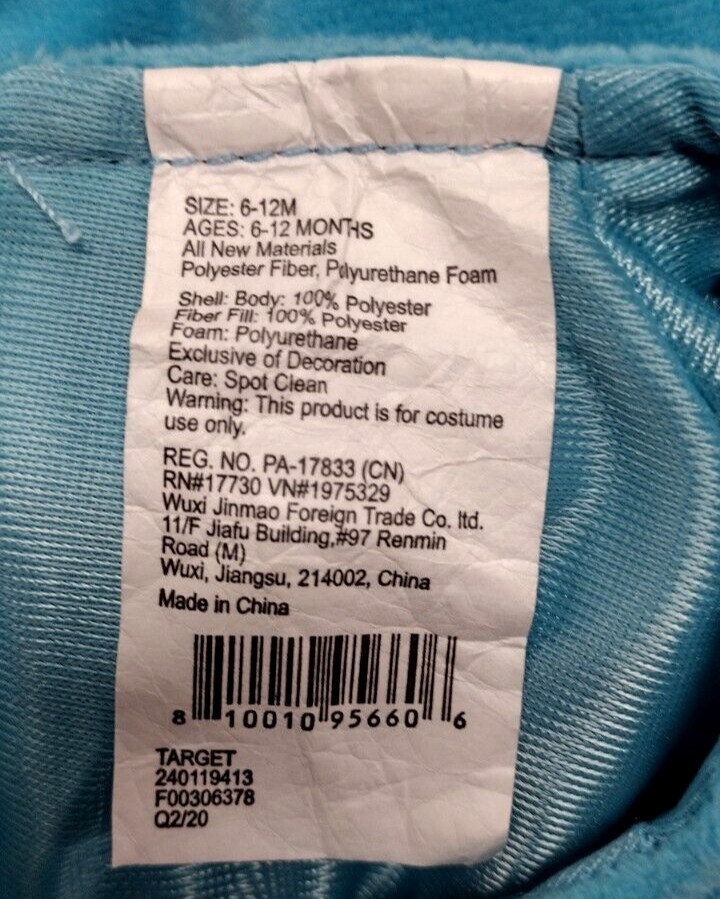 SIZE: 6-12M
AGES: 6-12 MONTHS
All New Materials
Polyester Fiber, Polyurethane Foam
Shell: Body: 100% Polyester
Fiber Fill: 100% Polyester
Foam: Polyurethane
Exclusive of Decoration
Care: Spot Clean
Warning: This product is for costume
use only.
REG. NO. PA-17833 (CN)
RN#17730 VN#1975329
Wuxi Jinmao Foreign Trade Co. ltd.
11/F Jiafu Building,#97 Renmin
Road (M)
Wuxi, Jiangsu, 214002, China
Made in China
8 10010 95660 6
TARGET
240119413
F00306378
Q2/20